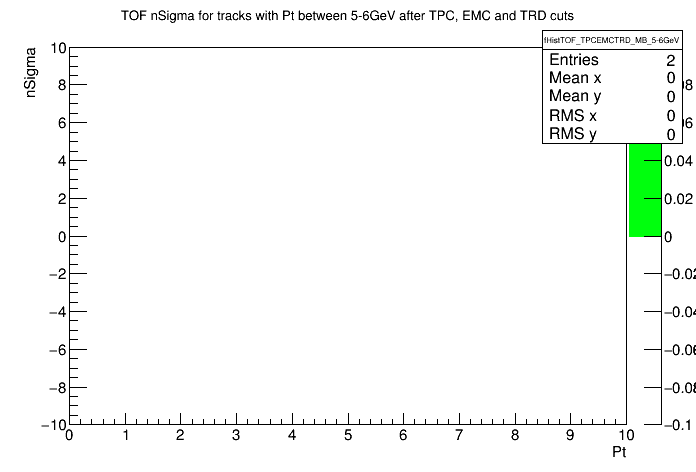 TOF nSigma for tracks with Pt between 5-6GeV after TPC, EMC and TRD cuts
fHistTOF_TPCEMCTRD_MB_5-6GeV
Entries 2
Mean x 0
Mean y 0
RMS x 0
RMS y 0
nSigma
10
8
6
4
2
0
−2
−4
−6
−8
−10
0 1 2 3 4 5 6 7 8 9 10
Pt
0.04
0.02
0
−0.02
−0.04
−0.06
−0.08
−0.1